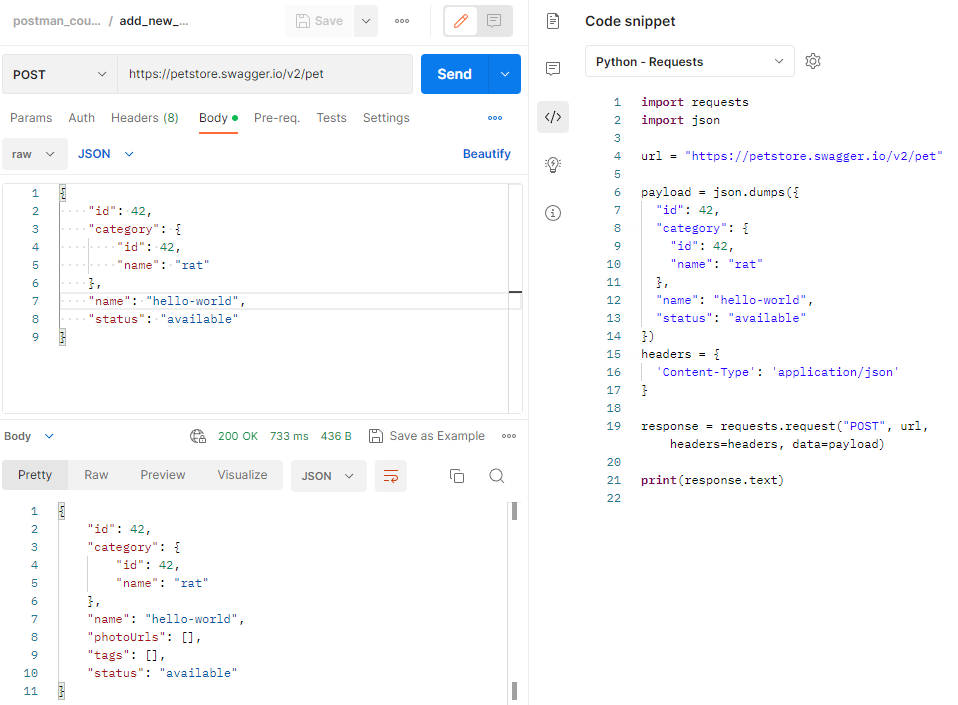 postman_cou... / add_new_...
Save
POST
https://petstore.swagger.io/v2/pet
Send
Params Auth Headers (8) Body Pre-req. Tests Settings
raw JSON Beautify
1 {
2 "id": 42,
3 "category": {
4 "id": 42,
5 "name": "rat"
6 },
7 "name": "hello-world",
8 "status": "available"
9 }
Body 200 OK 733 ms 436 B Save as Example
Pretty Raw Preview Visualize JSON
1 {
2 "id": 42,
3 "category": {
4 "id": 42,
5 "name": "rat"
6 },
7 "name": "hello-world",
8 "photoUrls": [],
9 "tags": [],
10 "status": "available"
11 }
Code snippet
Python - Requests
1 import requests
2 import json
3
4 url = "https://petstore.swagger.io/v2/pet"
5
6 payload = json.dumps({
7 "id": 42,
8 "category": {
9 "id": 42,
10 "name": "rat"
11 },
12 "name": "hello-world",
13 "status": "available"
14 })
15 headers = {
16 'Content-Type': 'application/json'
17 }
18
19 response = requests.request("POST", url,
headers=headers, data=payload)
20
21 print(response.text)
22